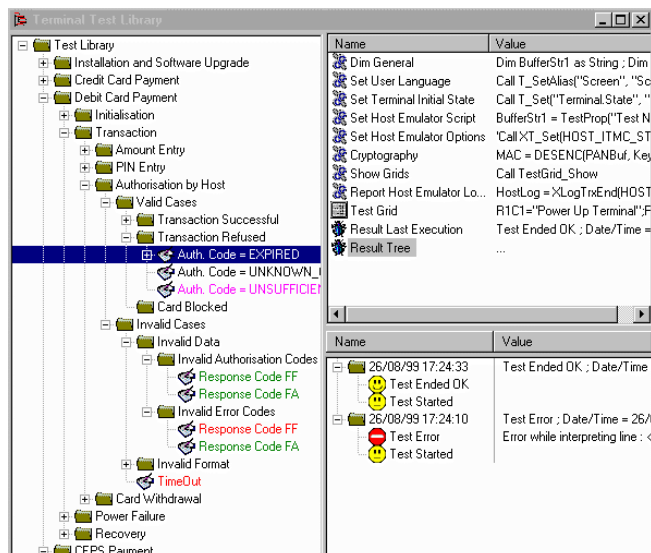 Terminal Test Library
Test Library
Installation and Software Upgrade
Credit Card Payment
Debit Card Payment
Initialisation
Transaction
Amount Entry
PIN Entry
Authorisation by Host
Valid Cases
Transaction Successful
Transaction Refused
Auth. Code = EXPIRED
Auth. Code = UNKNOWN_
Auth. Code = UNSUFFICIEN
Card Blocked
Invalid Cases
Invalid Data
Invalid Authorisation Codes
Response Code FF
Response Code FA
Invalid Error Codes
Response Code FF
Response Code FA
Invalid Format
TimeOut
Card Withdrawal
Power Failure
Recovery
CEPS Payment
Name Value
Dim General Dim BufferStr1 as String ; Dim
Set User Language Call T_SetAlias("Screen", "Sc
Set Terminal Initial State Call T_Set("Terminal.State", "
Set Host Emulator Script BufferStr1 = TestProp("Test N
Set Host Emulator Options 'Call XT_Set(HOST_ITMC_ST
Cryptography MAC = DESENC(PANBuf, Key
Show Grids Call TestGrid_Show
Report Host Emulator Lo... HostLog = XLogTrxEnd(HOST
Test Grid R1C1="Power Up Terminal";F
Result Last Execution Test Ended OK ; Date/Time =
Result Tree ...
Name Value
26/08/99 17:24:33 Test Ended OK ; Date/Time
Test Ended OK
Test Started
26/08/99 17:24:10 Test Error ; Date/Time = 26/
Test Error Error while interpreting line : <
Test Started